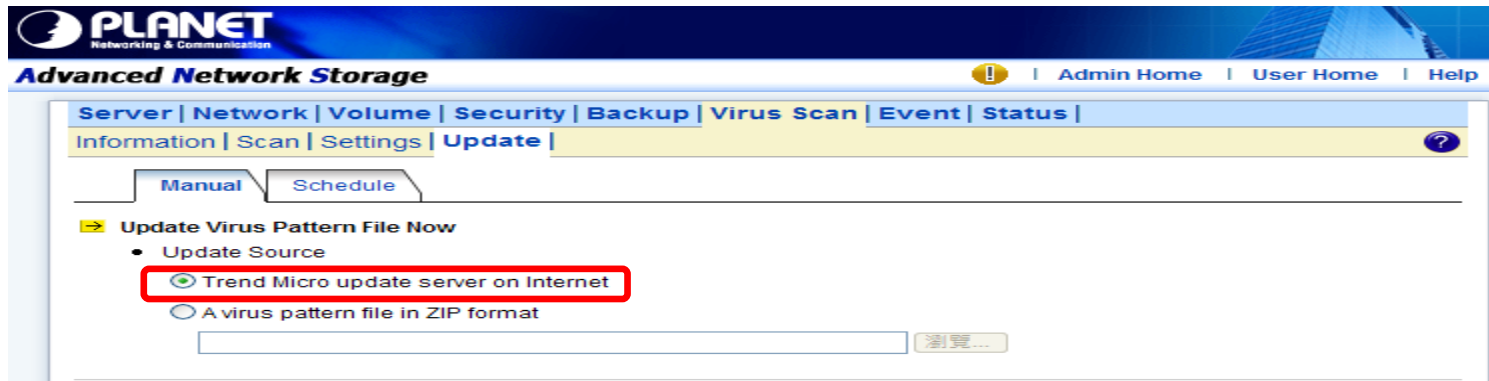 PLANET
Networking & Communication
Advanced Network Storage
! | Admin Home | User Home | Help
Server | Network | Volume | Security | Backup | Virus Scan | Event | Status |
Information | Scan | Settings | Update | ?
Manual Schedule
Update Virus Pattern File Now
• Update Source
Trend Micro update server on Internet
A virus pattern file in ZIP format
瀏覽...